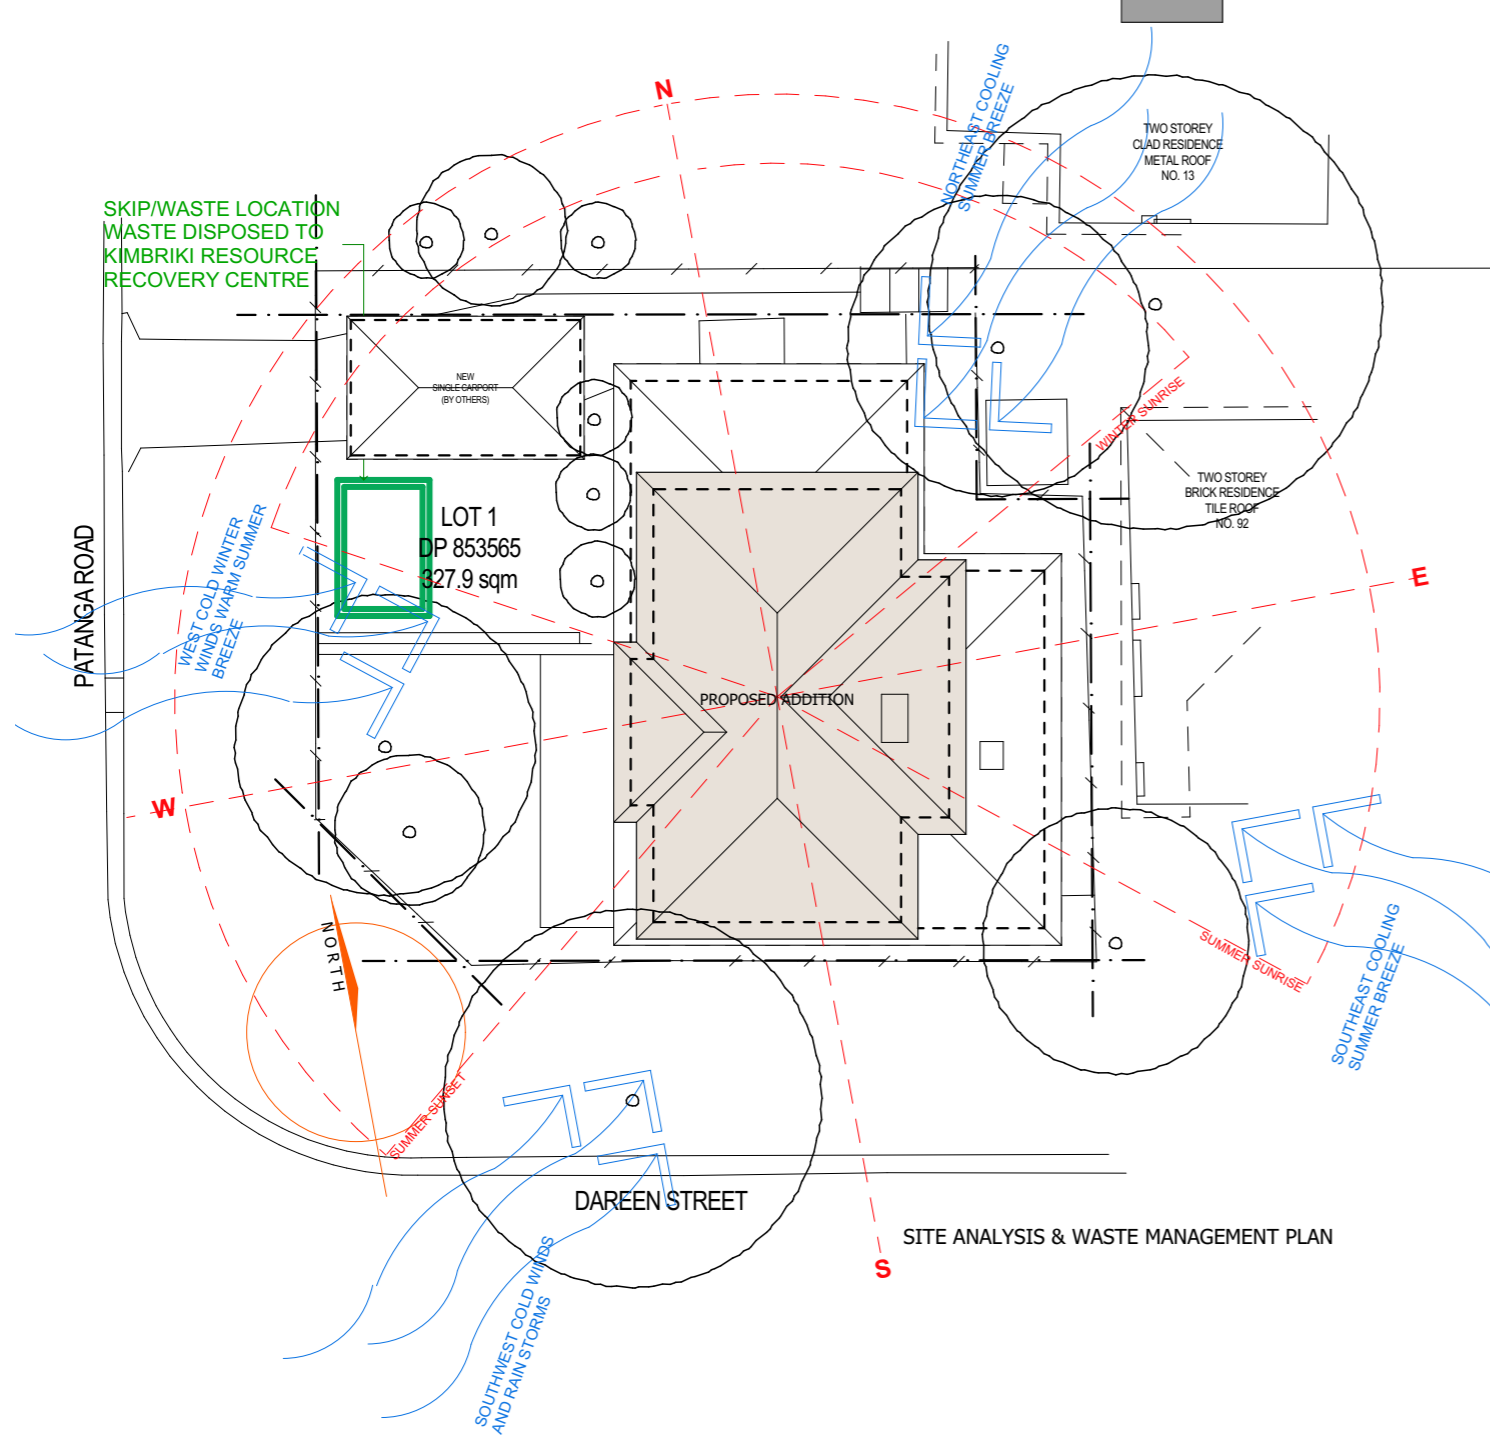 N
NORTHEAST COOLING
SUMMER BREEZE
TWO STOREY
CLAD RESIDENCE
METAL ROOF
NO. 13
SKIP/WASTE LOCATION
WASTE DISPOSED TO
KIMBRIKI RESOURCE
RECOVERY CENTRE
NEW
SINGLE CARPORT
(BY OTHERS)
WINTER SUNRISE
TWO STOREY
BRICK RESIDENCE
TILE ROOF
NO. 92
LOT 1
DP 853565
327.9 sqm
PATANGA ROAD
WEST COLD WINTER
WINDS WARM SUMMER
BREEZE
E
PROPOSED ADDITION
W
NORTH
SUMMER SUNRISE
SOUTHEAST COOLING
SUMMER BREEZE
SUMMER SUNSET
DAREEN STREET
SITE ANALYSIS & WASTE MANAGEMENT PLAN
S
SOUTHWEST COLD WINDS
AND RAIN STORMS